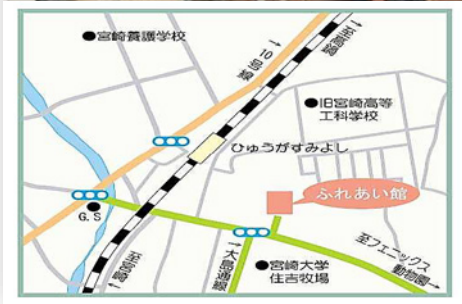 ●宮崎養護学校
→10号線
→至高鍋
●旧宮崎高等
工科学校
ひゅうがすみよし
ふれあい館
G.S
至宮崎↓
→大島通線
●宮崎大学
住吉牧場
至フェニックス
動物園